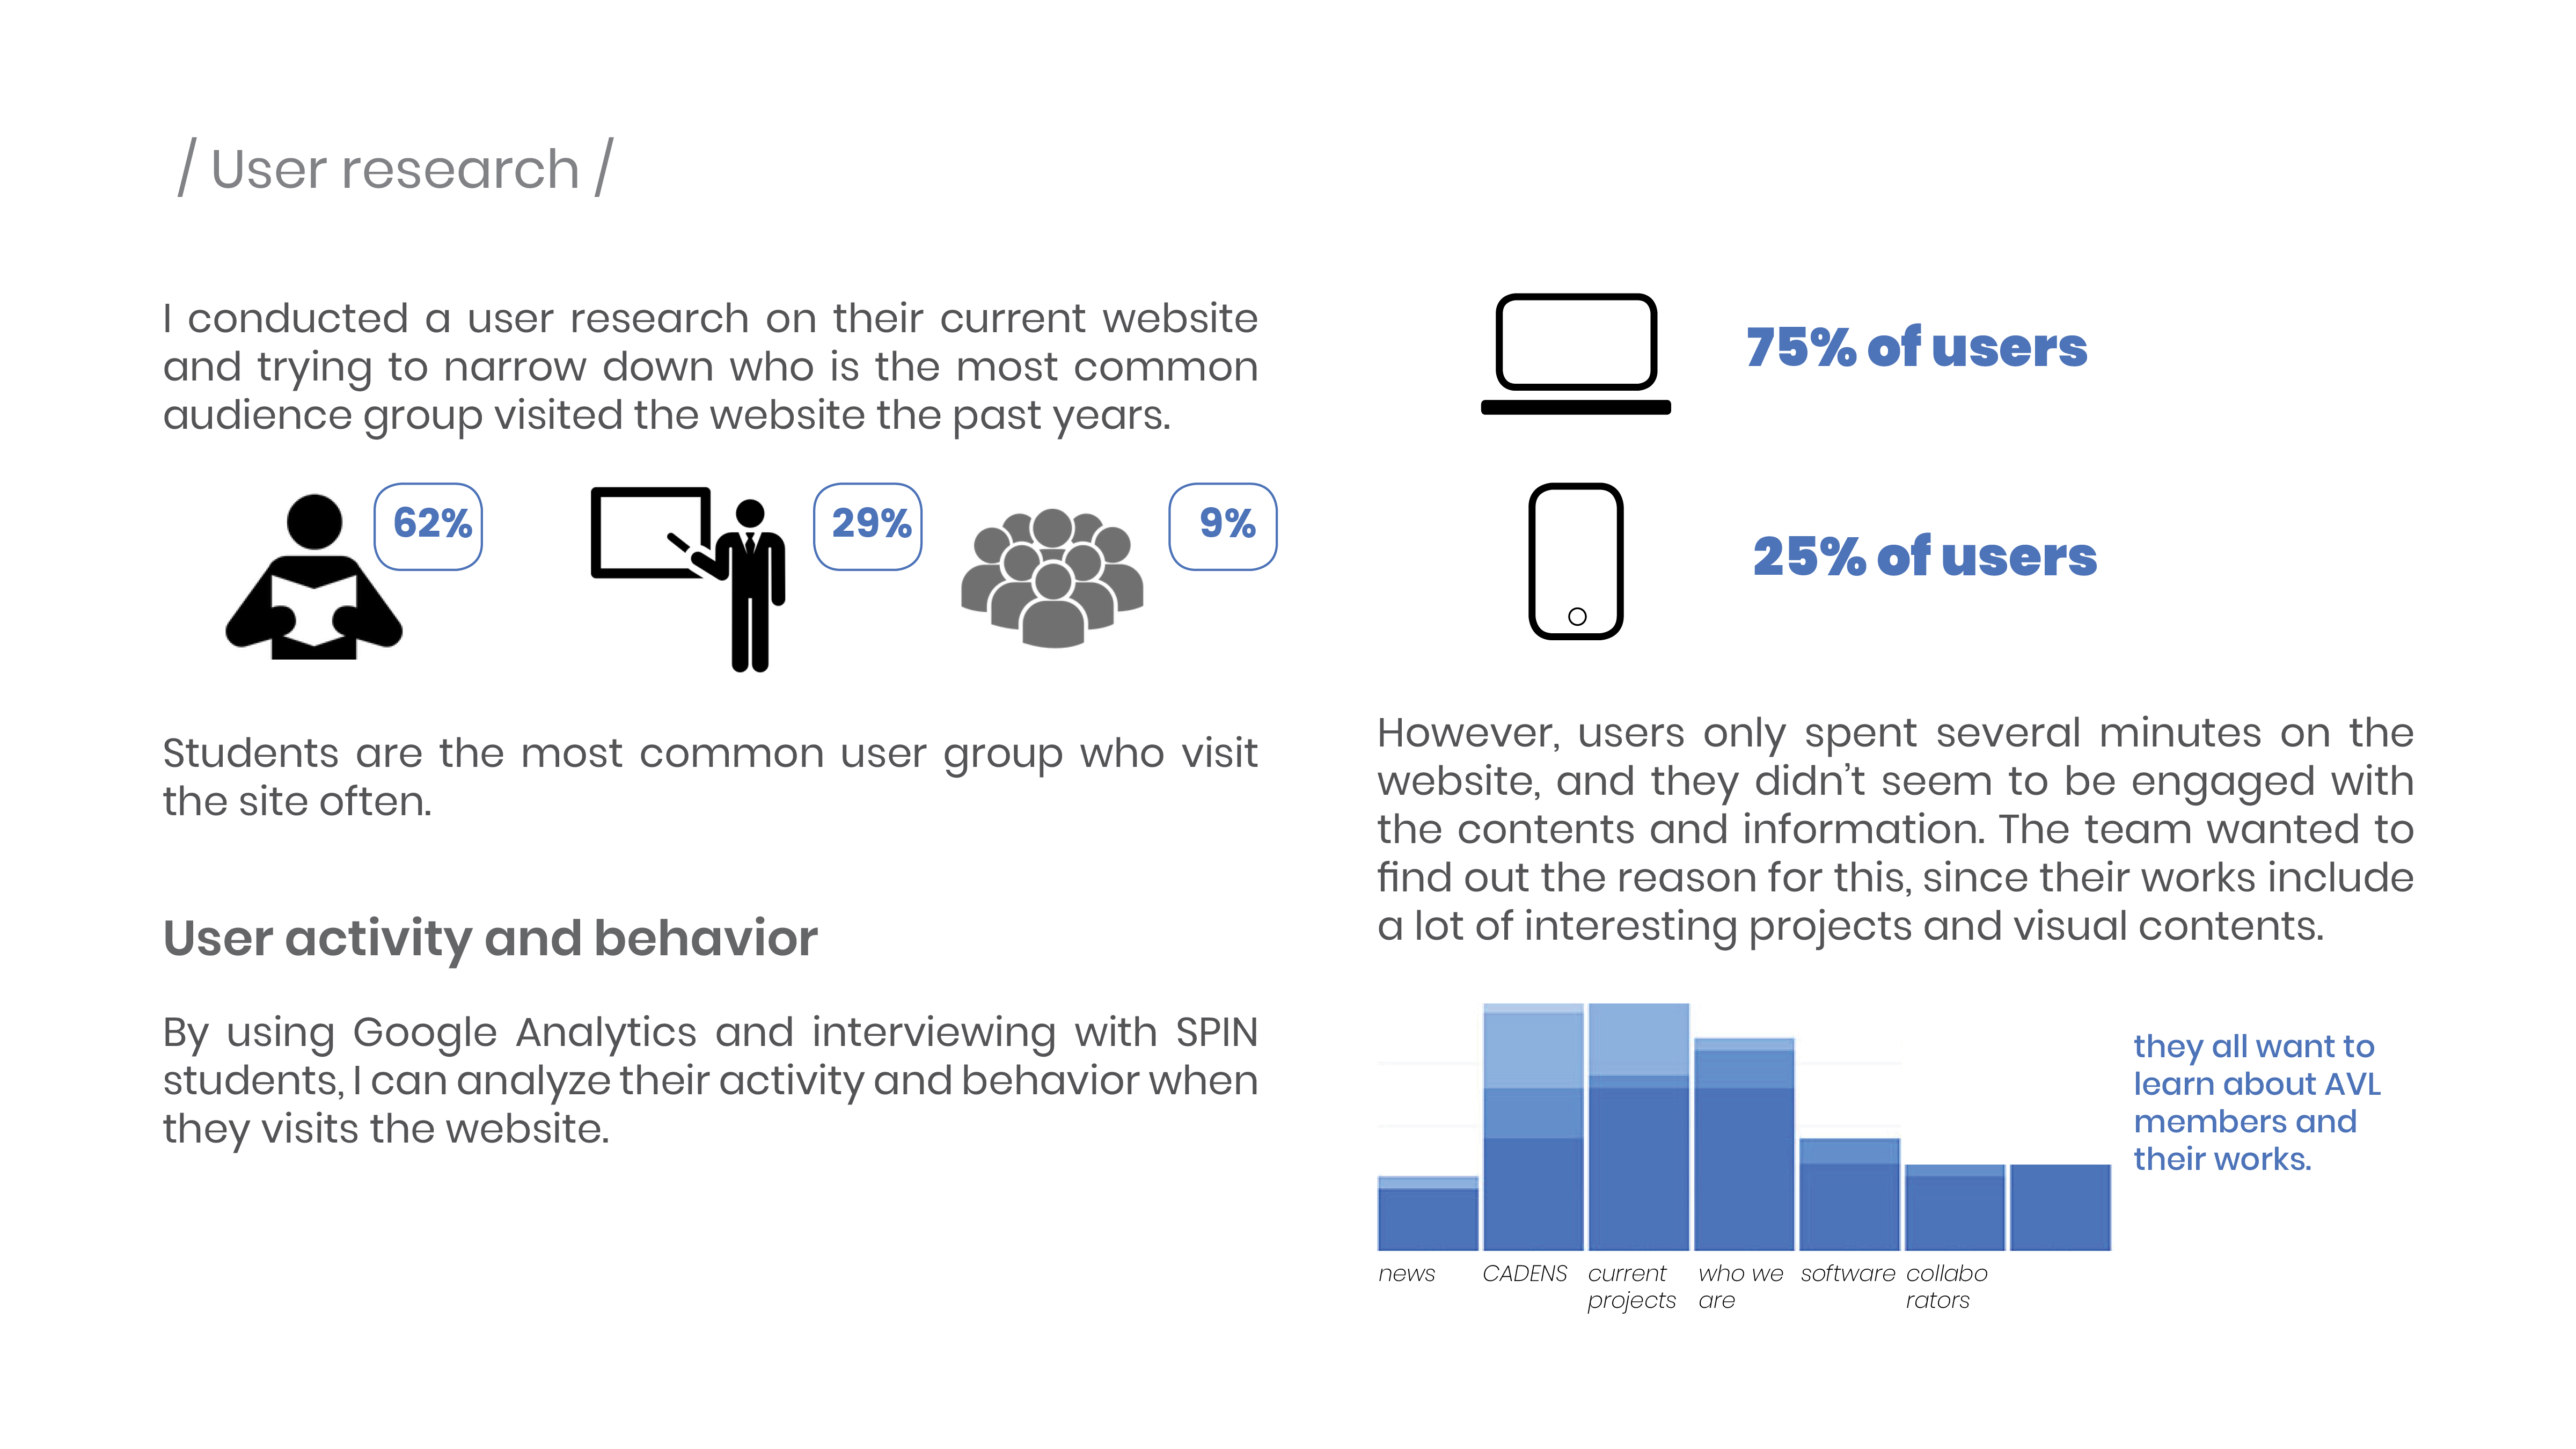 / User research /
I conducted a user research on their current website
and trying to narrow down who is the most common
audience group visited the website the past years.
62%
29%
9%
Students are the most common user group who visit
the site often.
User activity and behavior
By using Google Analytics and interviewing with SPIN
students, I can analyze their activity and behavior when
they visits the website.
75% of users
25% of users
However, users only spent several minutes on the
website, and they didn’t seem to be engaged with
the contents and information. The team wanted to
find out the reason for this, since their works include
a lot of interesting projects and visual contents.
they all want to
learn about AVL
members and
their works.
news
CADENS
current
projects
who we
are
software
collabo
rators